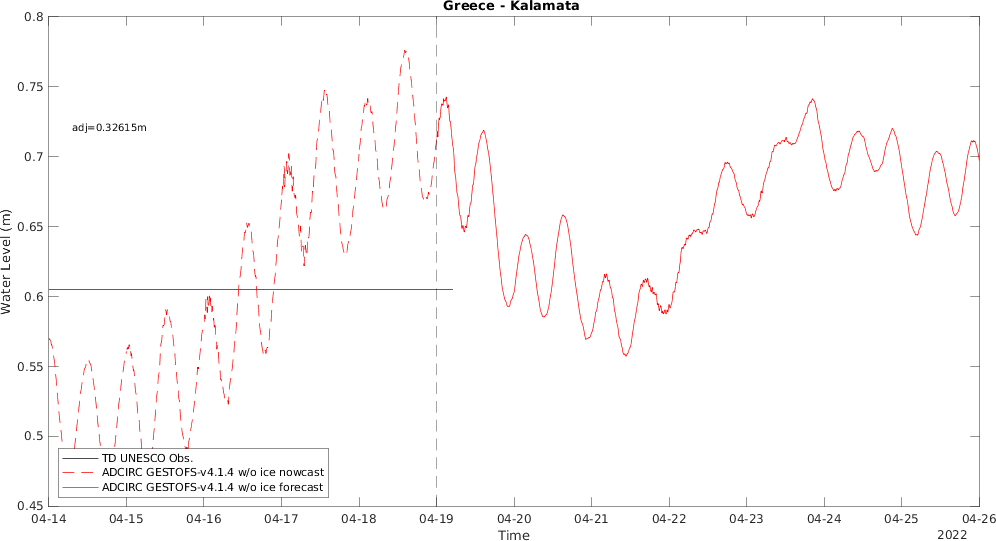 Greece - Kalamata
0.8
0.75
0.7
0.65
0.6
0.55
0.5
0.45
Water Level (m)
adj=0.32615m
TD UNESCO Obs.
ADCIRC GESTOFS-v4.1.4 w/o ice nowcast
ADCIRC GESTOFS-v4.1.4 w/o ice forecast
04-14 04-15 04-16 04-17 04-18 04-19 04-20 04-21 04-22 04-23 04-24 04-25 04-26
Time
2022